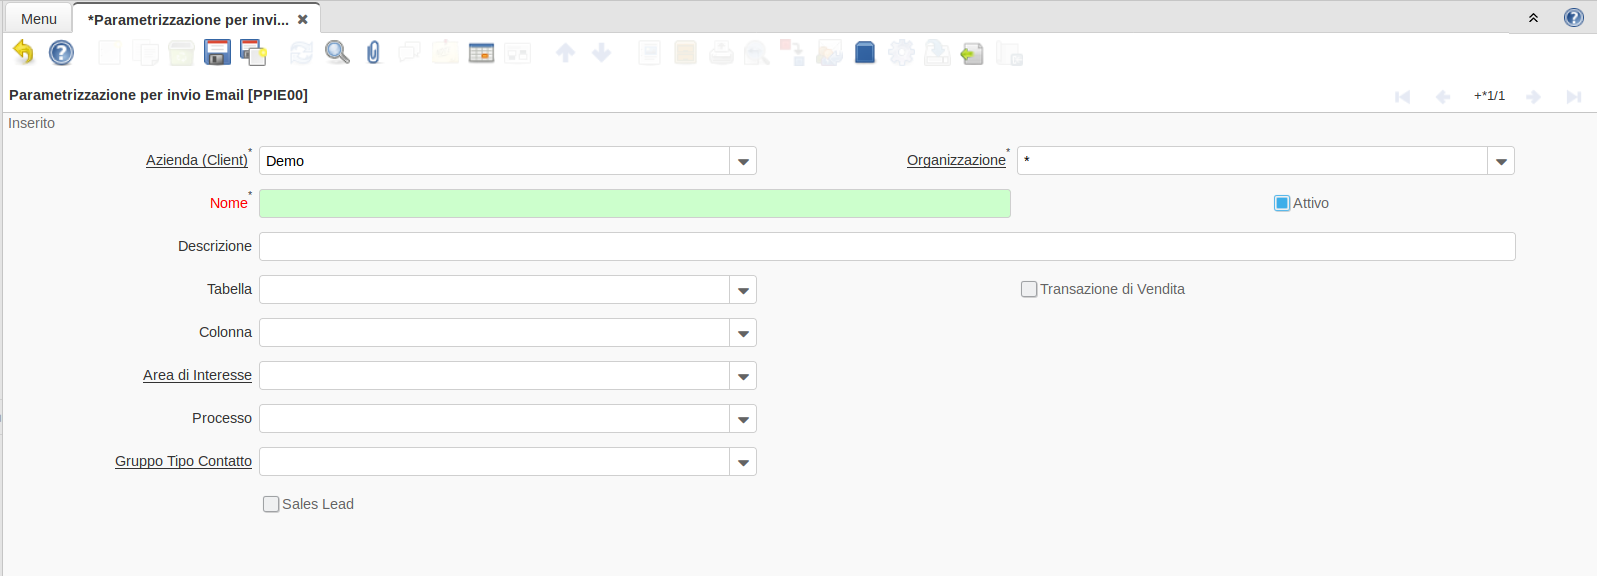 Menu
*Parametrizzazione per invi...
Parametrizzazione per invio Email [PPIE00]
+*1/1
Inserito
Azienda (Client)* Demo Organizzazione* *
Nome* Attivo
Descrizione
Tabella Transazione di Vendita
Colonna
Area di Interesse
Processo
Gruppo Tipo Contatto
Sales Lead